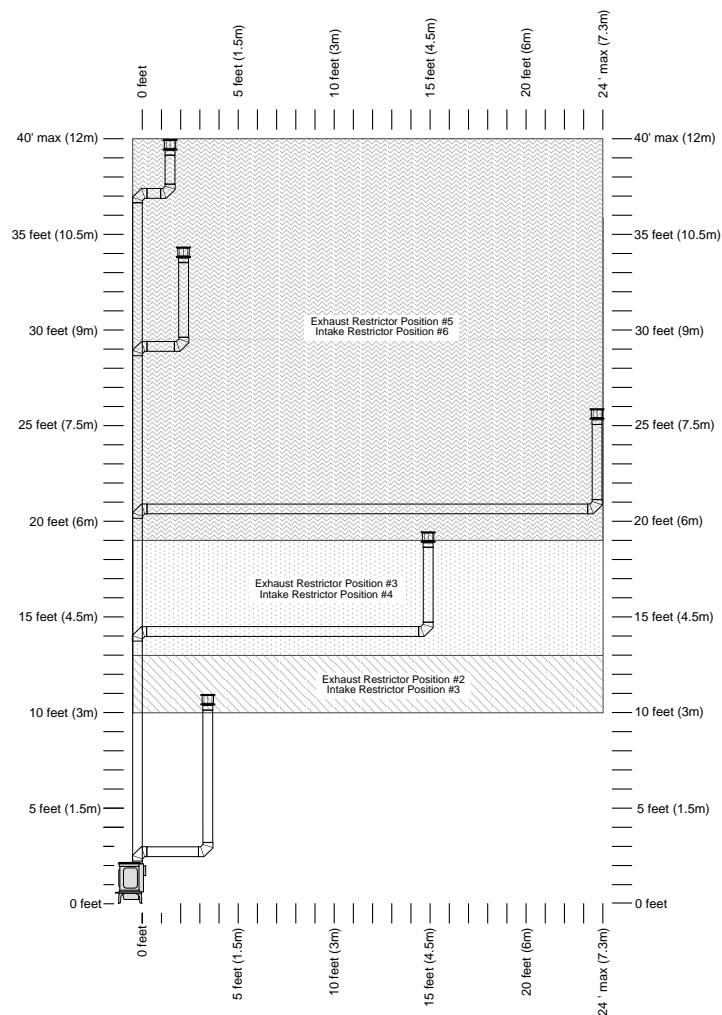 0 feet
5 feet (1.5m)
10 feet (3m)
15 feet (4.5m)
20 feet (6m)
24 ' max (7.3m)
40' max (12m)
40' max (12m)
35 feet (10.5m)
35 feet (10.5m)
Exhaust Restrictor Position #5
Intake Restrictor Position #6
30 feet (9m)
30 feet (9m)
25 feet (7.5m)
25 feet (7.5m)
20 feet (6m)
20 feet (6m)
Exhaust Restrictor Position #3
Intake Restrictor Position #4
15 feet (4.5m)
15 feet (4.5m)
Exhaust Restrictor Position #2
Intake Restrictor Position #3
10 feet (3m)
10 feet (3m)
5 feet (1.5m)
5 feet (1.5m)
0 feet
0 feet
0 feet
5 feet (1.5m)
10 feet (3m)
15 feet (4.5m)
20 feet (6m)
24 ' max (7.3m)